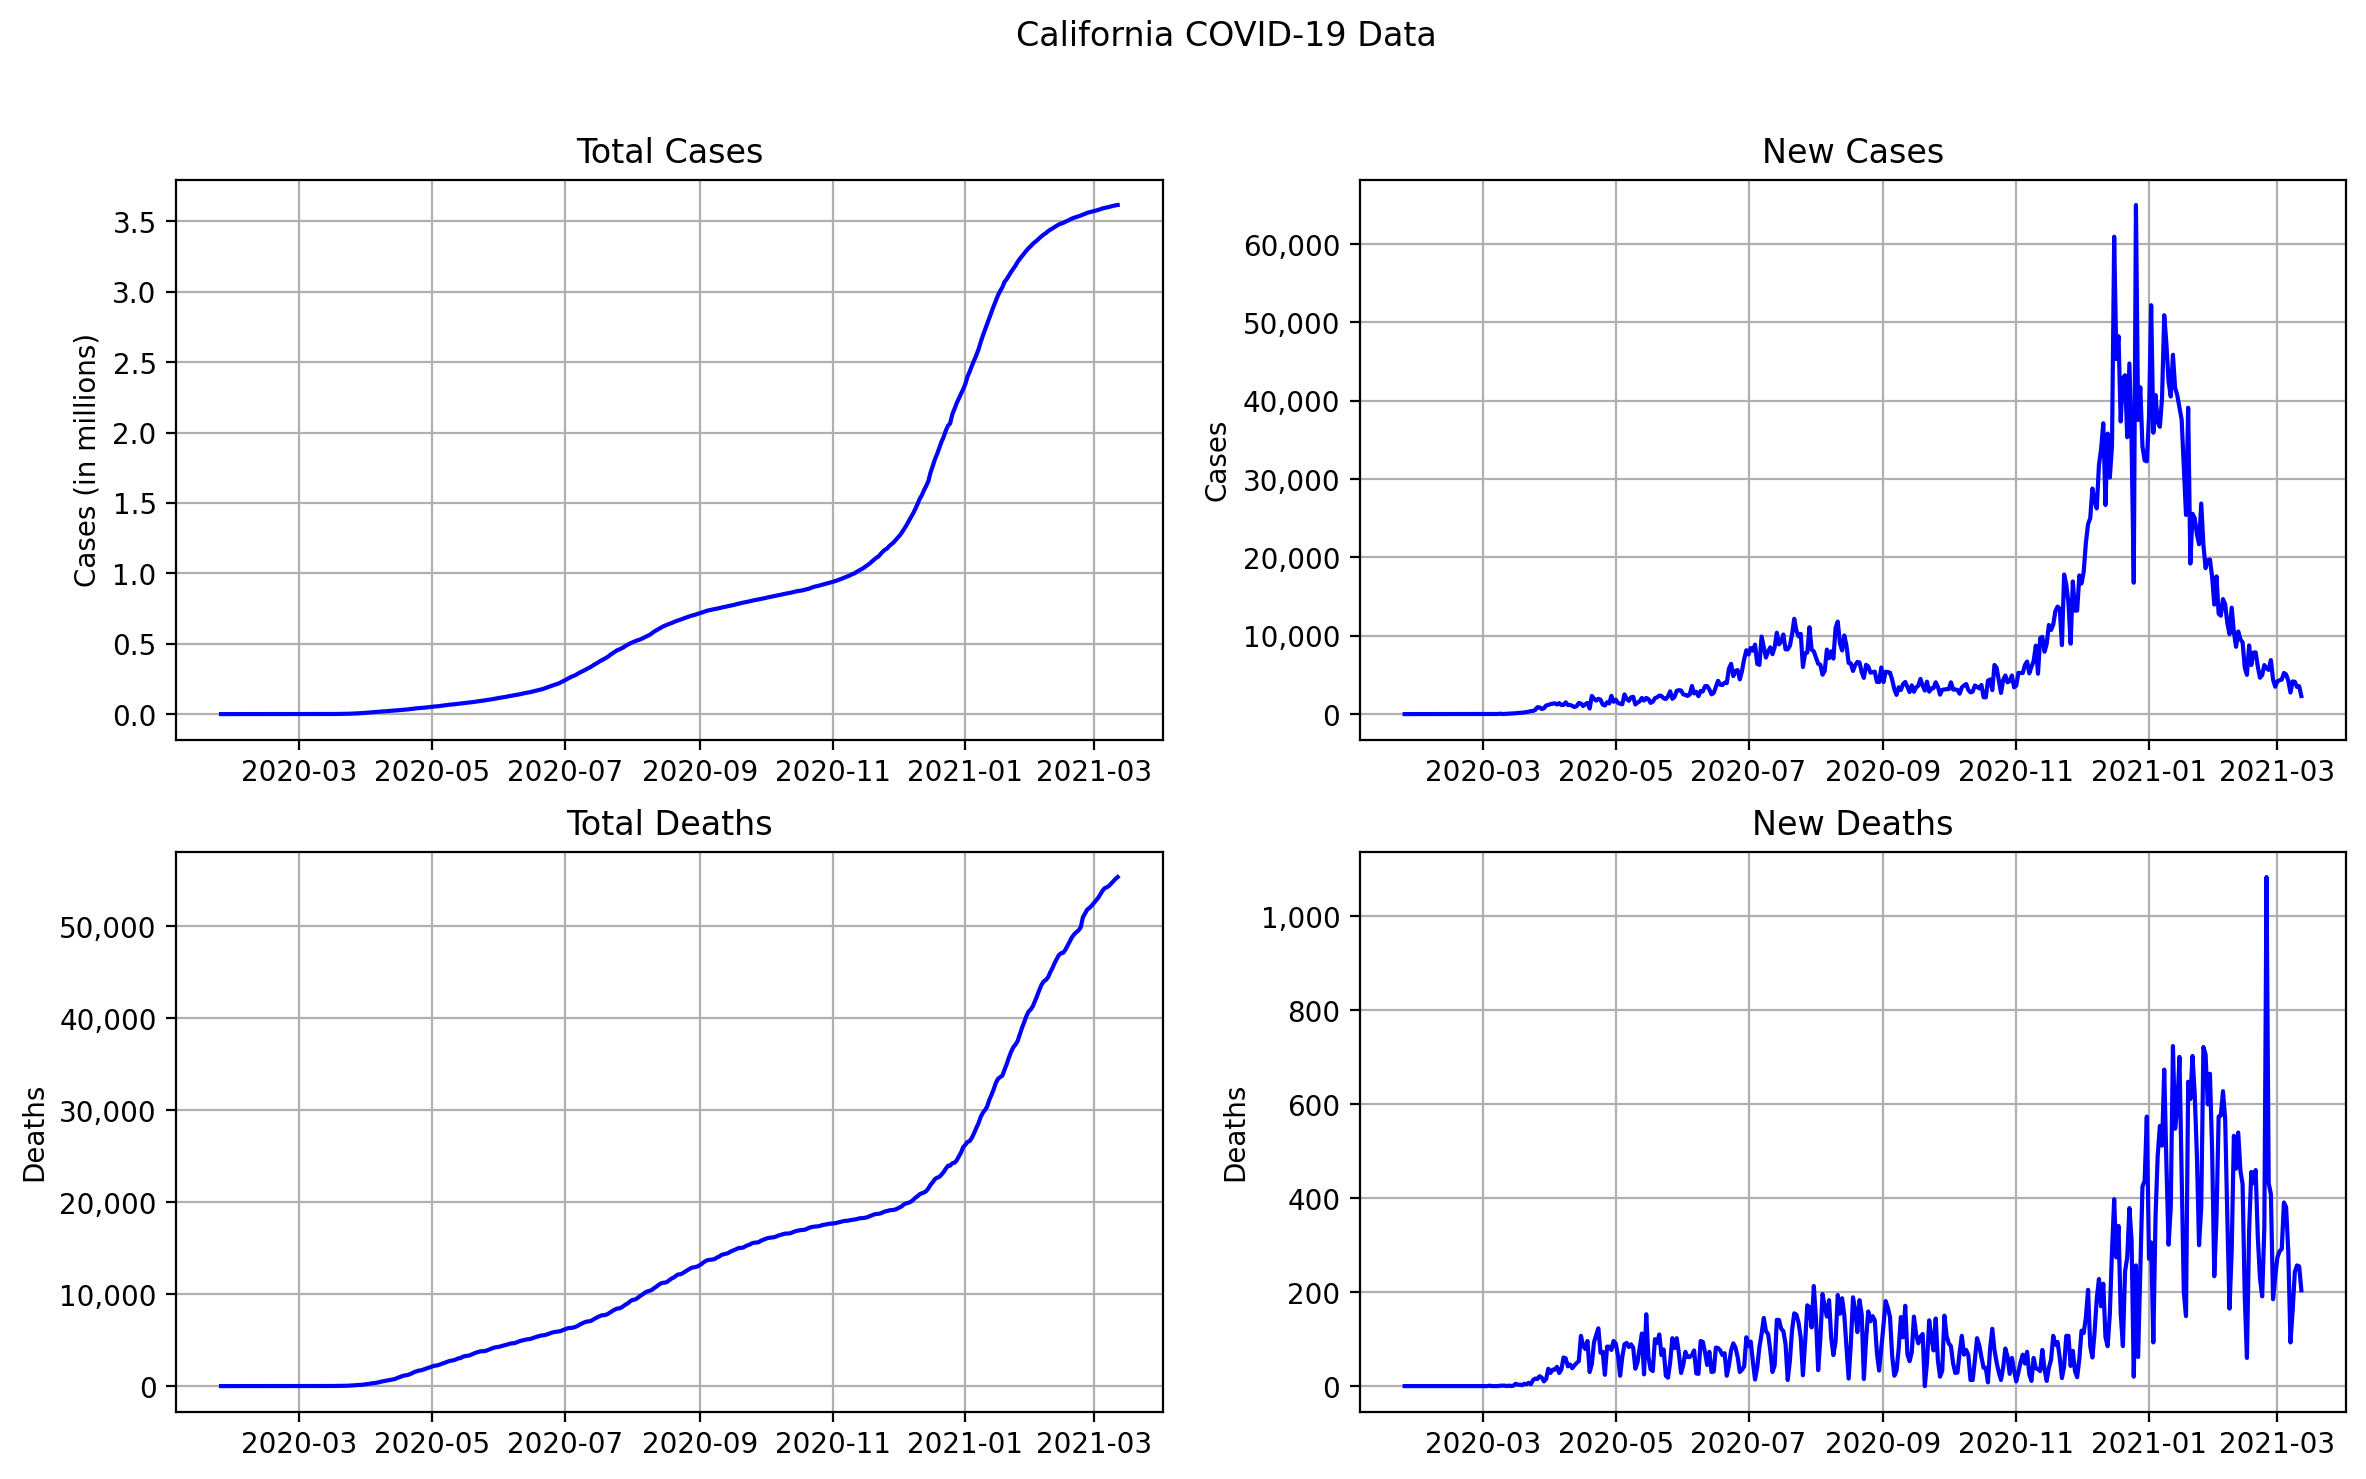 California COVID-19 Data
Total Cases
Cases (in millions)
3.5
3.0
2.5
2.0
1.5
1.0
0.5
0.0
2020-03 2020-05 2020-07 2020-09 2020-11 2021-01 2021-03
New Cases
Cases
60,000
50,000
40,000
30,000
20,000
10,000
0
2020-03 2020-05 2020-07 2020-09 2020-11 2021-01 2021-03
Total Deaths
Deaths
50,000
40,000
30,000
20,000
10,000
0
2020-03 2020-05 2020-07 2020-09 2020-11 2021-01 2021-03
New Deaths
Deaths
1,000
800
600
400
200
0
2020-03 2020-05 2020-07 2020-09 2020-11 2021-01 2021-03